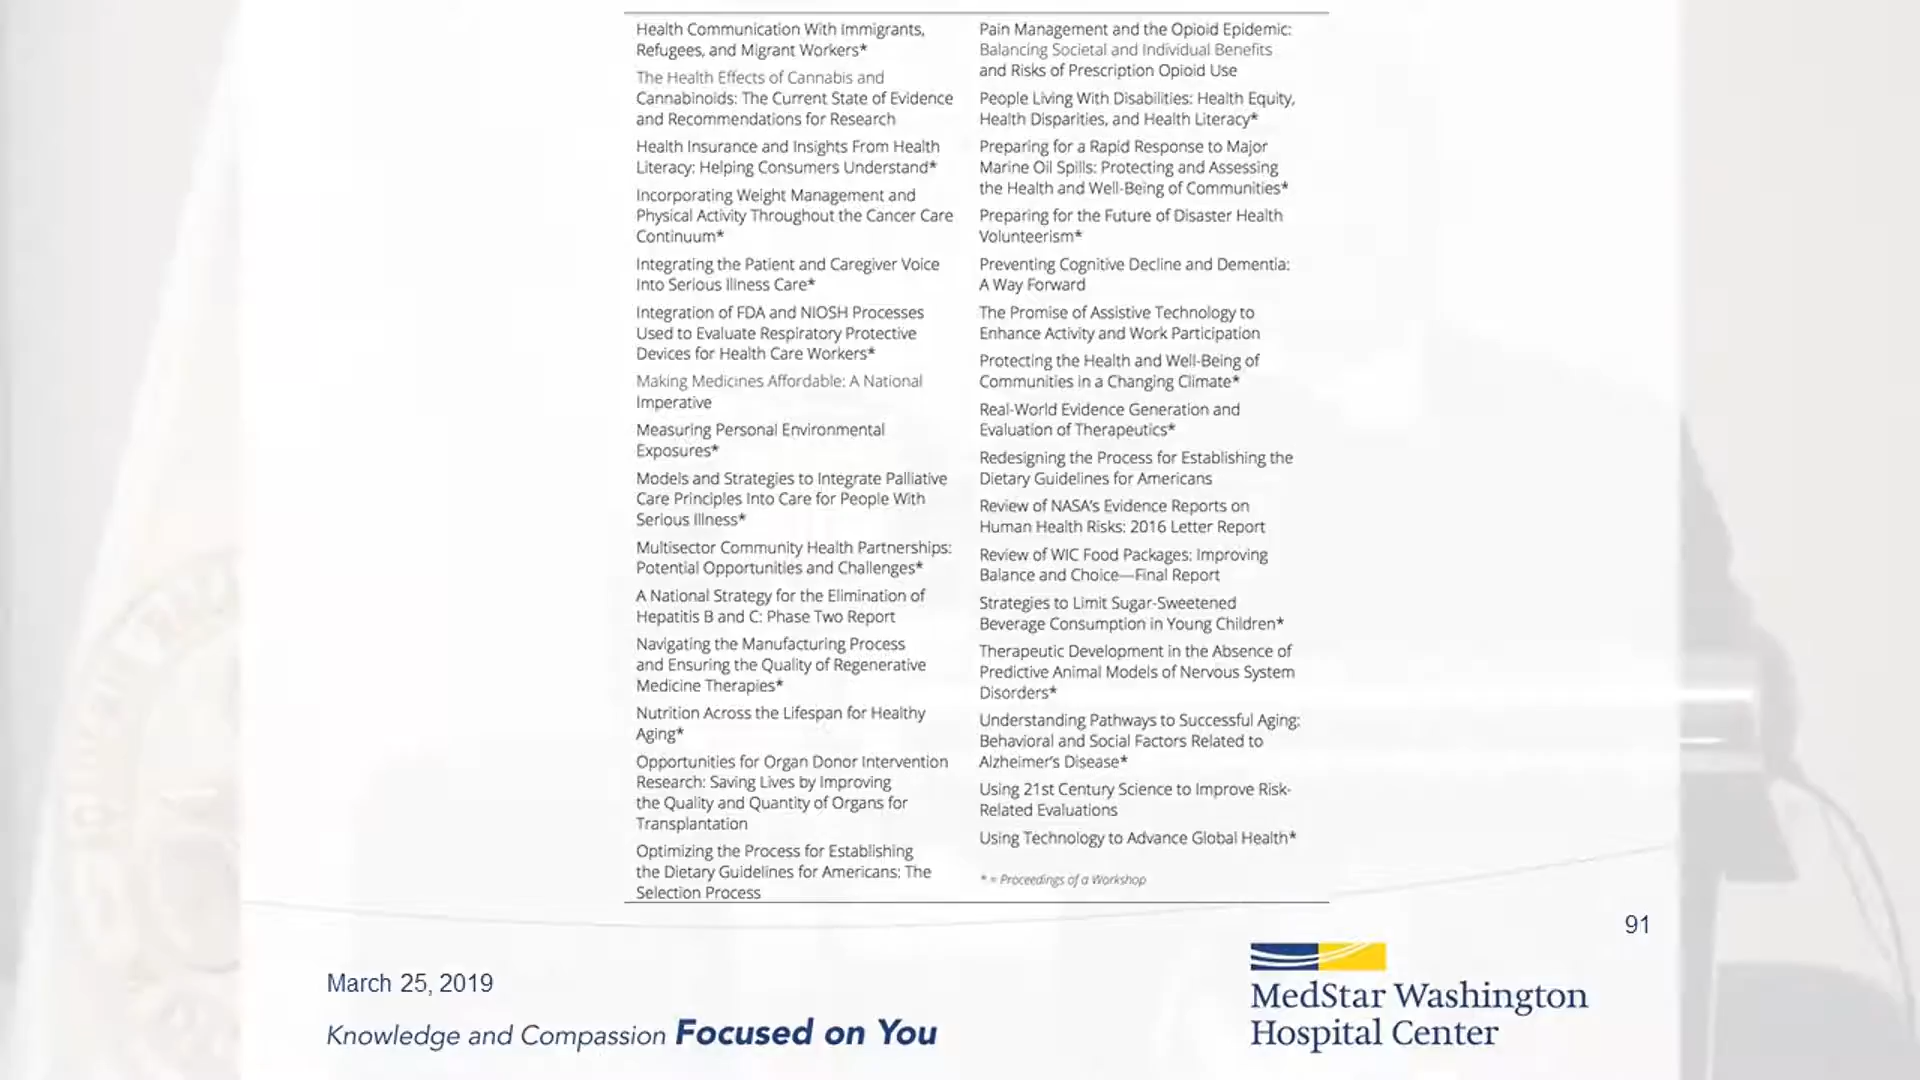 Health Communication With Immigrants,
Refugees, and Migrant Workers*
The Health Effects of Cannabis and
Cannabinoids: The Current State of Evidence
and Recommendations for Research
Health Insurance and Insights From Health
Literacy: Helping Consumers Understand*
Incorporating Weight Management and
Physical Activity Throughout the Cancer Care
Continuum*
Integrating the Patient and Caregiver Voice
Into Serious Illness Care*
Integration of FDA and NIOSH Processes
Used to Evaluate Respiratory Protective
Devices for Health Care Workers*
Making Medicines Affordable: A National
Imperative
Measuring Personal Environmental
Exposures*
Models and Strategies to Integrate Palliative
Care Principles Into Care for People With
Serious Illness*
Multisector Community Health Partnerships:
Potential Opportunities and Challenges*
A National Strategy for the Elimination of
Hepatitis B and C: Phase Two Report
Navigating the Manufacturing Process
and Ensuring the Quality of Regenerative
Medicine Therapies*
Nutrition Across the Lifespan for Healthy
Aging*
Opportunities for Organ Donor Intervention
Research: Saving Lives by Improving
the Quality and Quantity of Organs for
Transplantation
Optimizing the Process for Establishing
the Dietary Guidelines for Americans: The
Selection Process
Pain Management and the Opioid Epidemic:
Balancing Societal and Individual Benefits
and Risks of Prescription Opioid Use
People Living With Disabilities: Health Equity,
Health Disparities, and Health Literacy*
Preparing for a Rapid Response to Major
Marine Oil Spills: Protecting and Assessing
the Health and Well-Being of Communities*
Preparing for the Future of Disaster Health
Volunteerism*
Preventing Cognitive Decline and Dementia:
A Way Forward
The Promise of Assistive Technology to
Enhance Activity and Work Participation
Protecting the Health and Well-Being of
Communities in a Changing Climate*
Real-World Evidence Generation and
Evaluation of Therapeutics*
Redesigning the Process for Establishing the
Dietary Guidelines for Americans
Review of NASA's Evidence Reports on
Human Health Risks: 2016 Letter Report
Review of WIC Food Packages: Improving
Balance and Choice—Final Report
Strategies to Limit Sugar-Sweetened
Beverage Consumption in Young Children*
Therapeutic Development in the Absence of
Predictive Animal Models of Nervous System
Disorders*
Understanding Pathways to Successful Aging:
Behavioral and Social Factors Related to
Alzheimer's Disease*
Using 21st Century Science to Improve Risk-
Related Evaluations
Using Technology to Advance Global Health*
* = Proceedings of a Workshop
91
March 25, 2019
Knowledge and Compassion Focused on You
MedStar Washington
Hospital Center